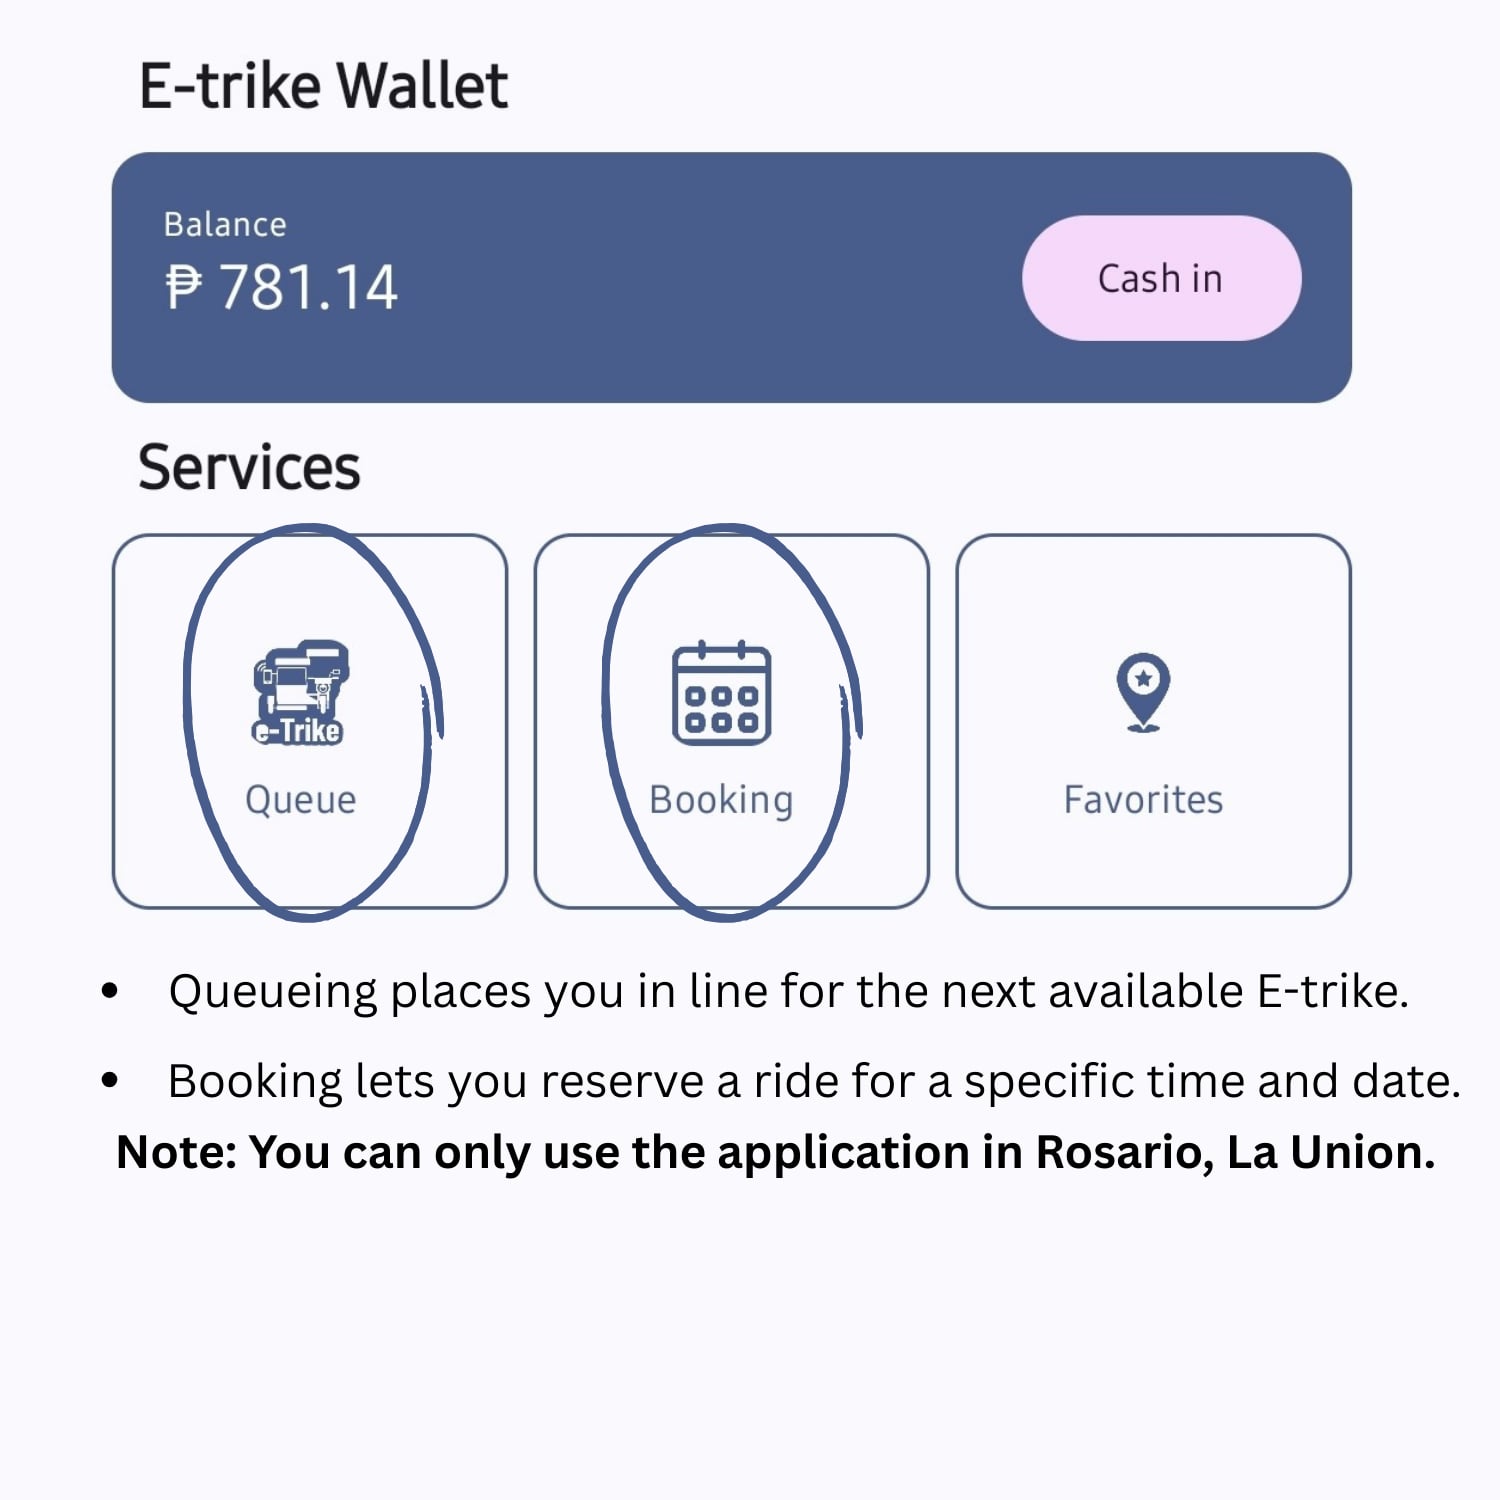 E-trike Wallet
Balance
₱ 781.14
Cash in
Services
e-Trike
Queue
Booking
Favorites
• Queueing places you in line for the next available E-trike.
• Booking lets you reserve a ride for a specific time and date.
Note: You can only use the application in Rosario, La Union.